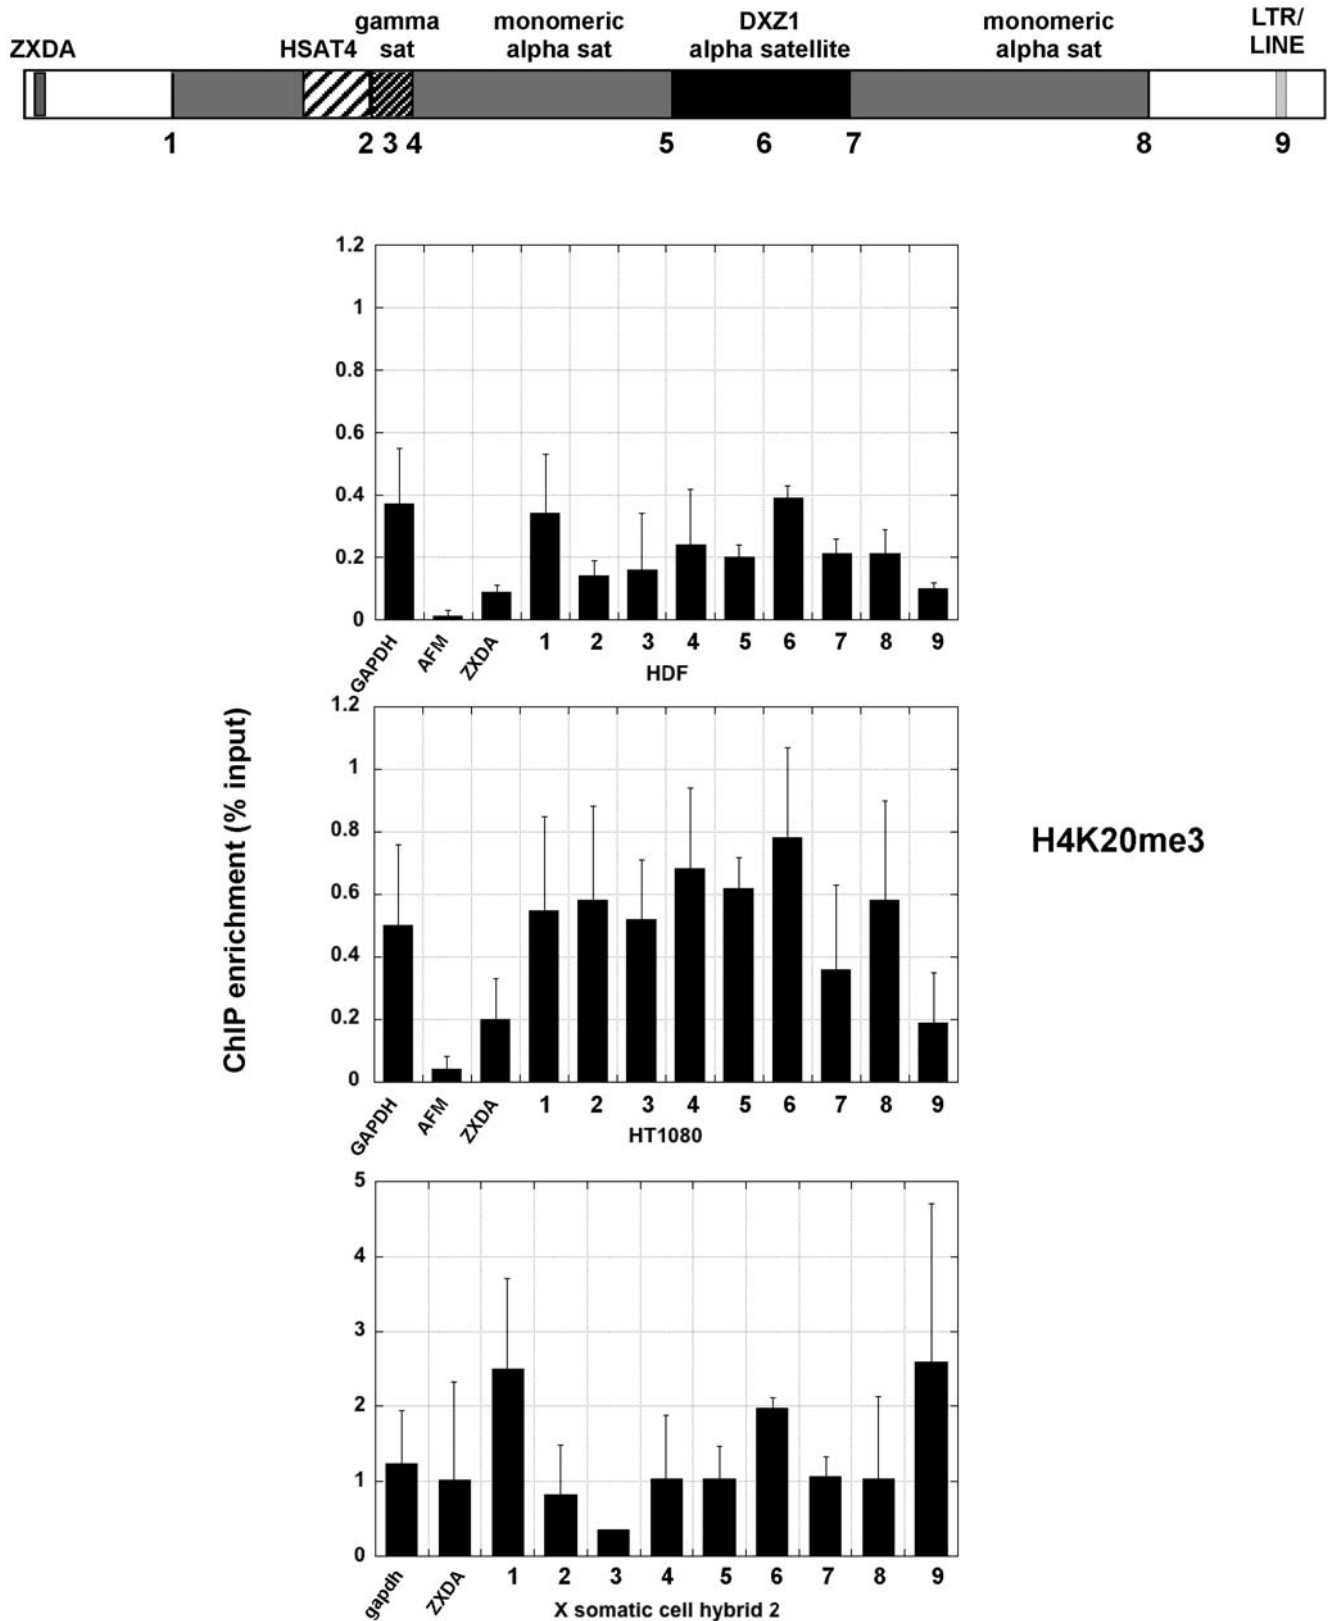 gamma monomeric DXZ1 monomeric LTR/
ZXDA HSAT4 sat alpha sat alpha satellite alpha sat LINE
1 2 3 4 5 6 7 8 9
1.2
1
0.8
0.6
0.4
0.2
0
GAPDH AFM ZXDA 1 2 3 4 5 6 7 8 9
HDF
ChIP enrichment (% input)
1.2
1
0.8
0.6
0.4
0.2
0
H4K20me3
GAPDH AFM ZXDA 1 2 3 4 5 6 7 8 9
HT1080
5
4
3
2
1
0
gapdh ZXDA 1 2 3 4 5 6 7 8 9
X somatic cell hybrid 2